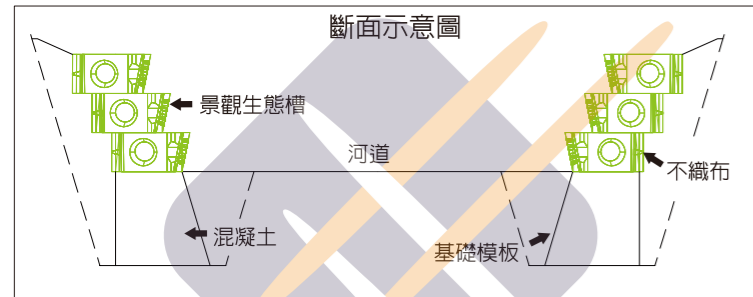 斷面示意圖
景觀生態槽
河道
不織布
混凝土
基礎模板